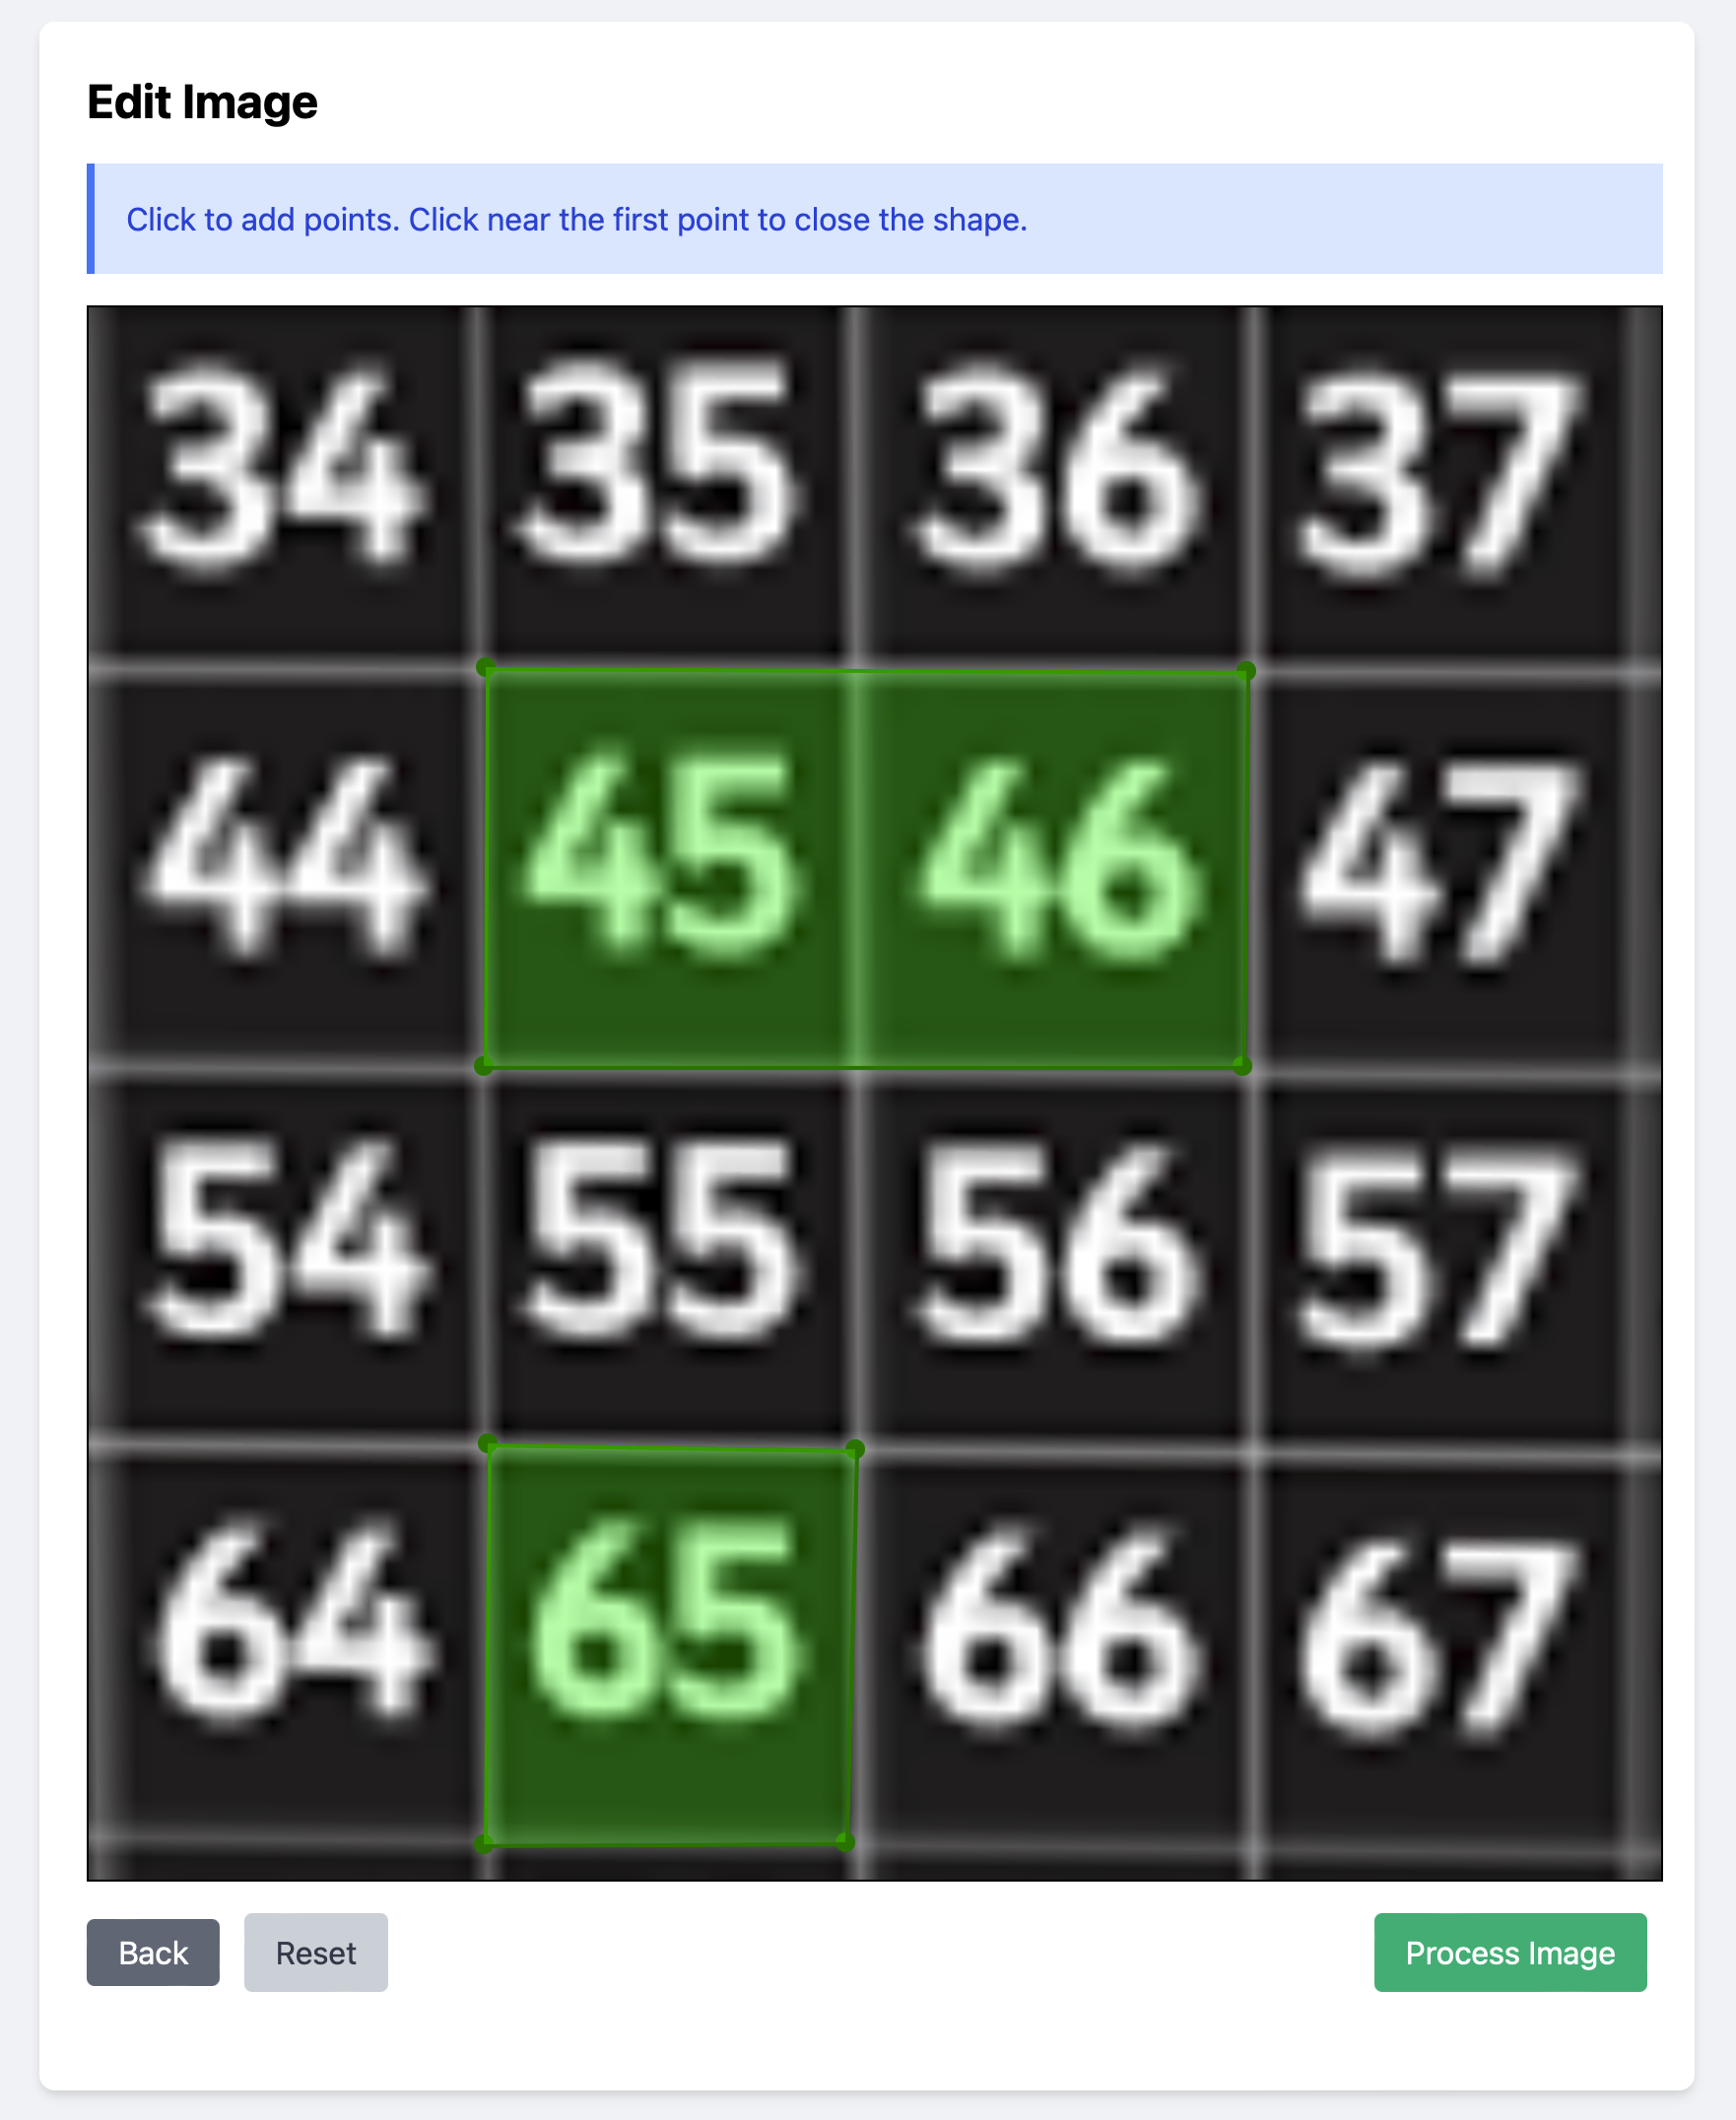 Edit Image
Click to add points. Click near the first point to close the shape.
34 35 36 37
44 45 46 47
54 55 56 57
64 65 66 67
Back Reset Process Image